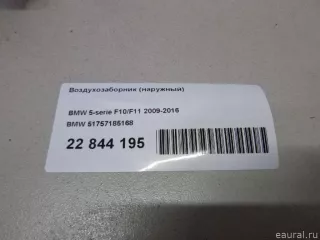 Воздухозаборник (наружный)
BMW 5-serie F10/F11 2009-2016
BMW 51757185168
22 844 195
eaural.ru